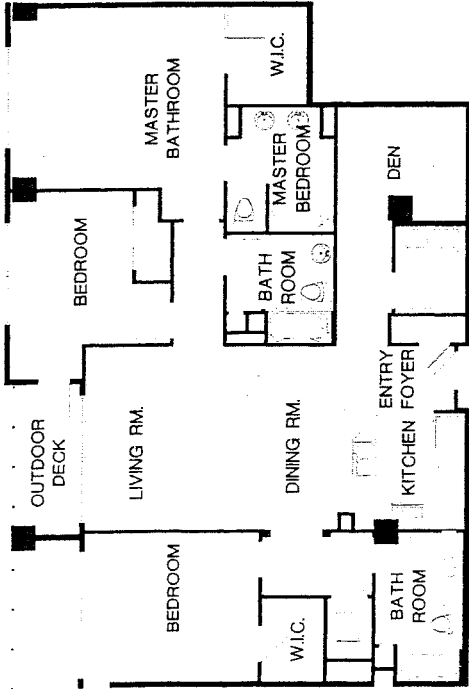 MASTER
BATHROOM
W.I.C.
BEDROOM
MASTER
BEDROOM
DEN
BATH
ROOM
OUTDOOR
DECK
LIVING RM.
DINING RM.
ENTRY
FOYER
KITCHEN
BEDROOM
W.I.C.
BATH
ROOM